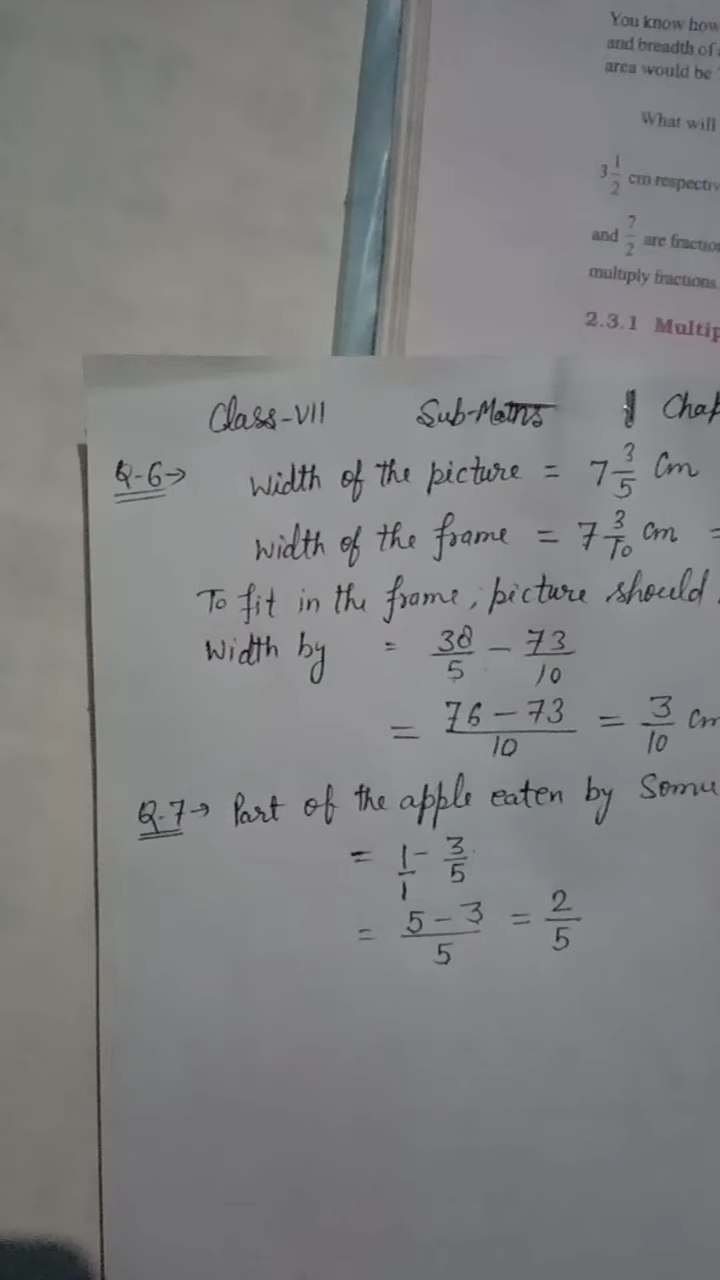 You know how
and breadth of
area would be
What will
3 1/2 cm respectiv
and 7/2 are fractio
multiply fractions.
2.3.1 Multip
Class-VII Sub-Maths Chap
Q-6→ Width of the picture = 7 3/5 Cm
Width of the frame = 7 3/10 cm =
To fit in the frame, picture should
Width by = 38/5 - 73/10
= 76-73/10 = 3/10 cm
Q.7→ Part of the apple eaten by Somu
= 1/1 - 3/5
= 5-3/5 = 2/5